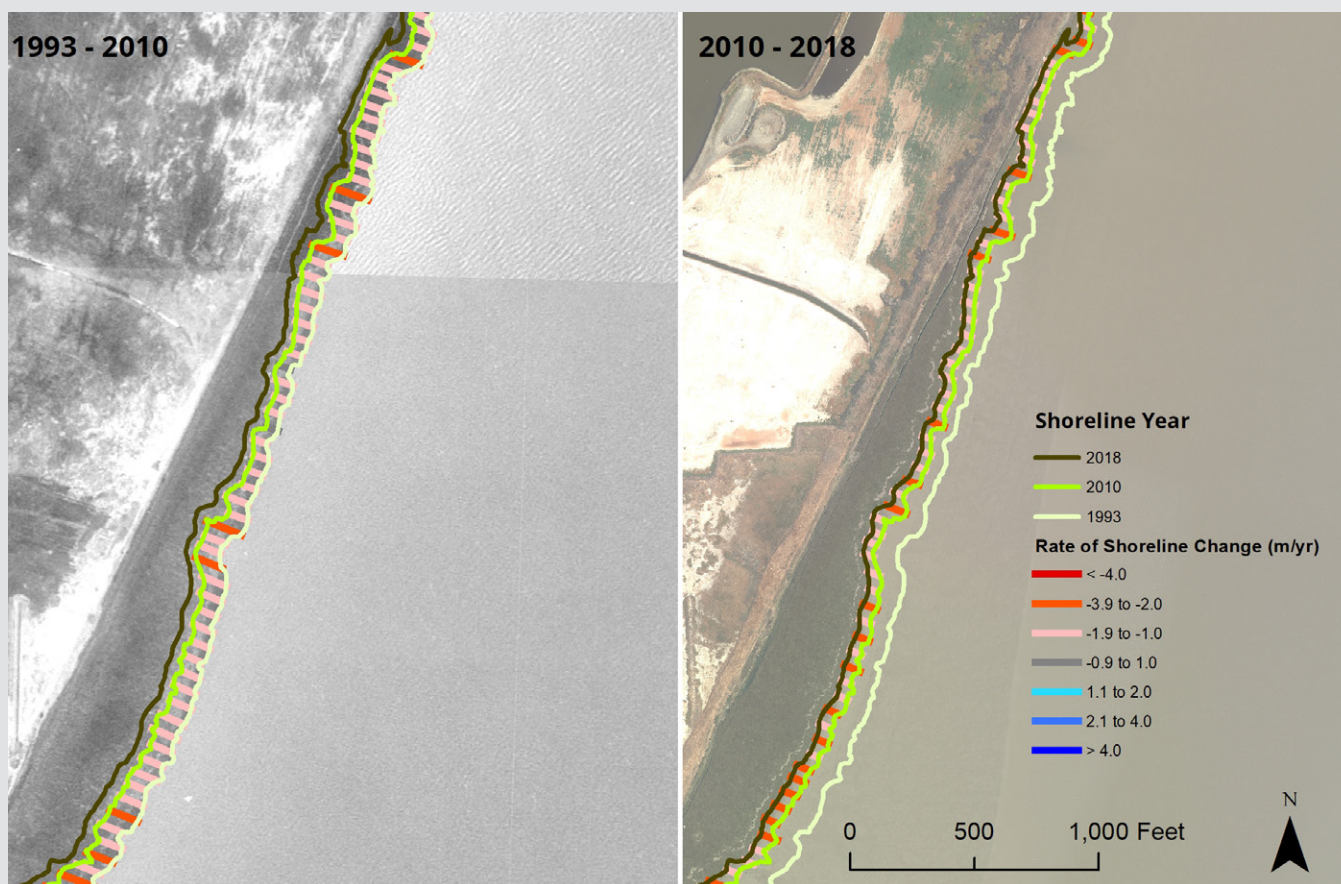 1993 - 2010
2010 - 2018
Shoreline Year
2018
2010
1993
Rate of Shoreline Change (m/yr)
< -4.0
-3.9 to -2.0
-1.9 to -1.0
-0.9 to 1.0
1.1 to 2.0
2.1 to 4.0
> 4.0
N
0 500 1,000 Feet